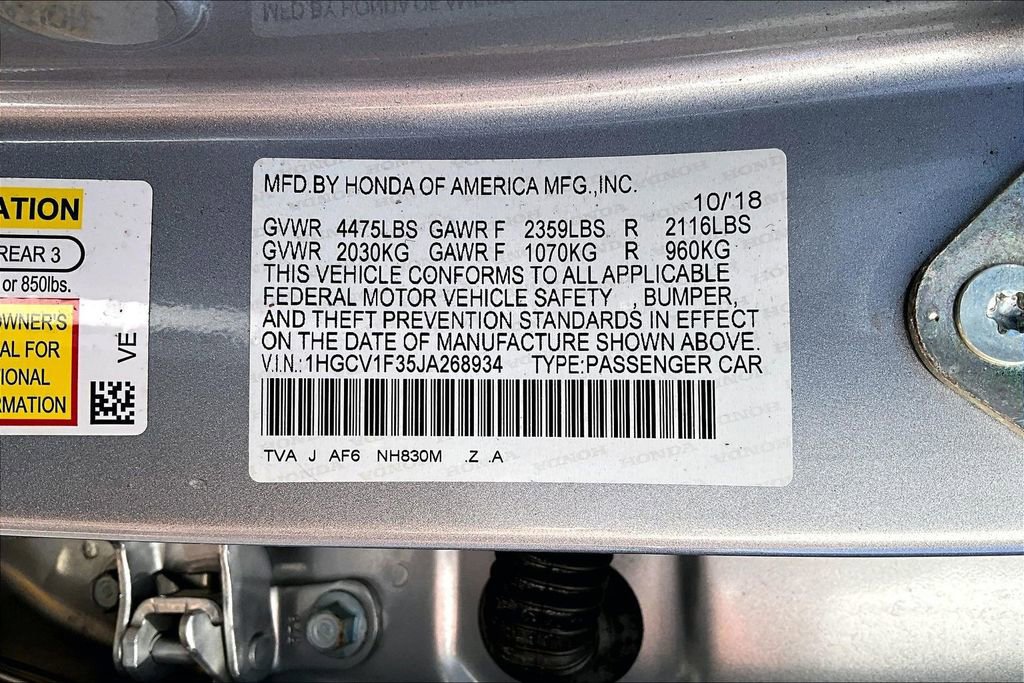 MFD.BY HONDA OF AMERICA MFG.,INC.
10/'18
GVWR 4475LBS GAWR F 2359LBS R 2116LBS
GVWR 2030KG GAWR F 1070KG R 960KG
THIS VEHICLE CONFORMS TO ALL APPLICABLE
FEDERAL MOTOR VEHICLE SAFETY , BUMPER,
AND THEFT PREVENTION STANDARDS IN EFFECT
ON THE DATE OF MANUFACTURE SHOWN ABOVE.
V.I.N.:1HGCV1F35JA268934 TYPE:PASSENGER CAR
TVA J AF6 NH830M .Z .A
ATION
REAR 3
or 850lbs.
OWNER'S
AL FOR
TIONAL
RMATION
VE